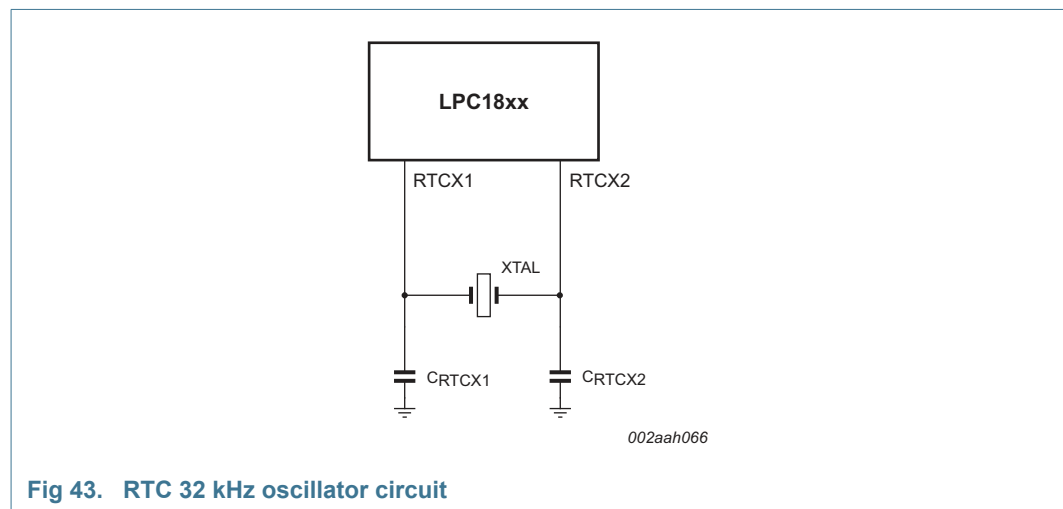 LPC18xx
RTCX1
RTCX2
XTAL
CRTCX1
CRTCX2
002aah066
Fig 43. RTC 32 kHz oscillator circuit